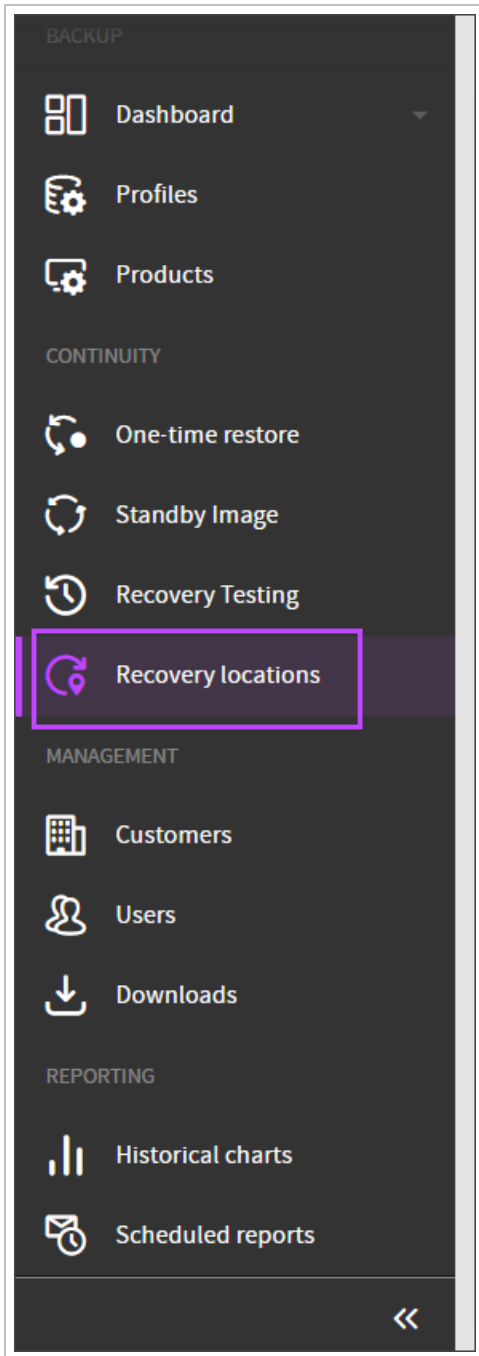 BACKUP
Dashboard
Profiles
Products
CONTINUITY
One-time restore
Standby Image
Recovery Testing
Recovery locations
MANAGEMENT
Customers
Users
Downloads
REPORTING
Historical charts
Scheduled reports